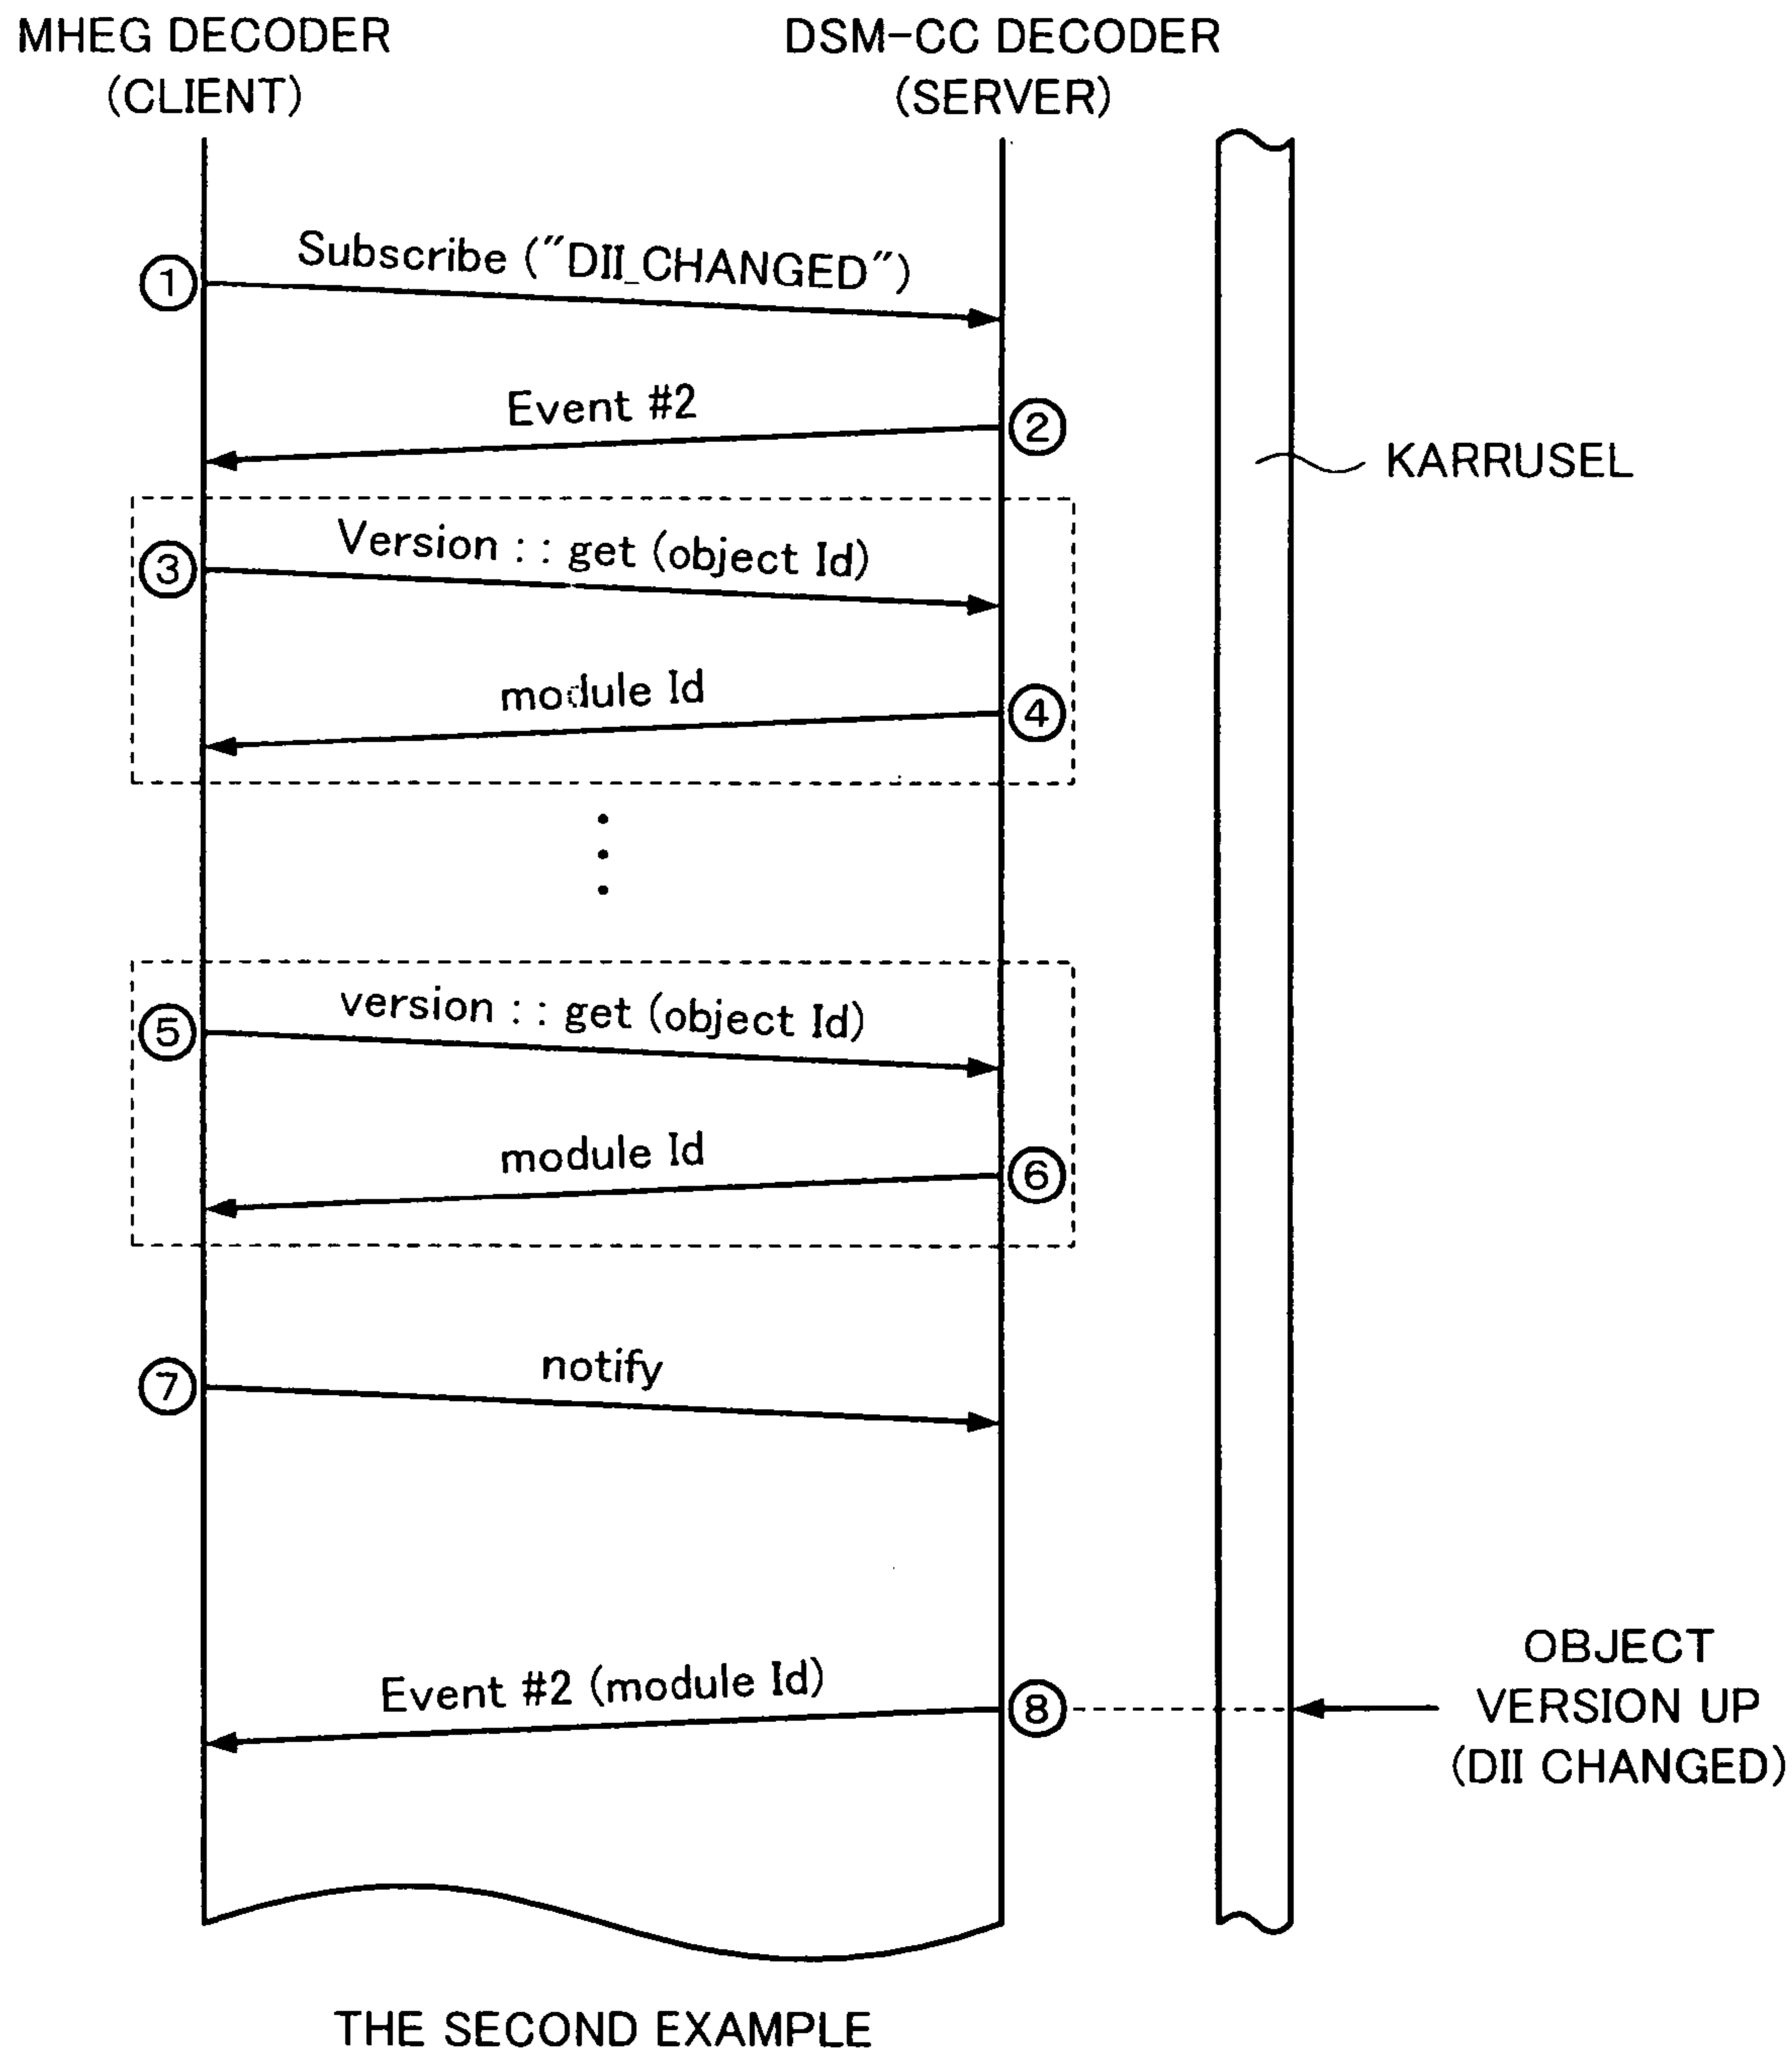 MHEG DECODER
(CLIENT)
DSM-CC DECODER
(SERVER)
① Subscribe ("DII_CHANGED")
Event #2 ②
KARRUSEL
③ Version : : get (object Id)
module Id ④
⑤ version : : get (object Id)
module Id ⑥
⑦ notify
Event #2 (module Id) ⑧
OBJECT
VERSION UP
(DII CHANGED)
THE SECOND EXAMPLE